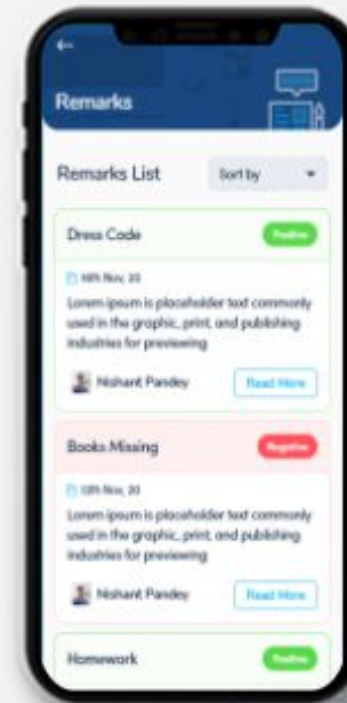 Remarks
Remarks List
Sort by
Dress Code
Positive
Nov, 20
Lorem ipsum is placeholder text commonly
used in the graphic, print, and publishing
industries for previewing
Nishant Pandey
Read More
Books Missing
Negative
Nov, 20
Lorem ipsum is placeholder text commonly
used in the graphic, print, and publishing
industries for previewing
Nishant Pandey
Read More
Homework
Positive